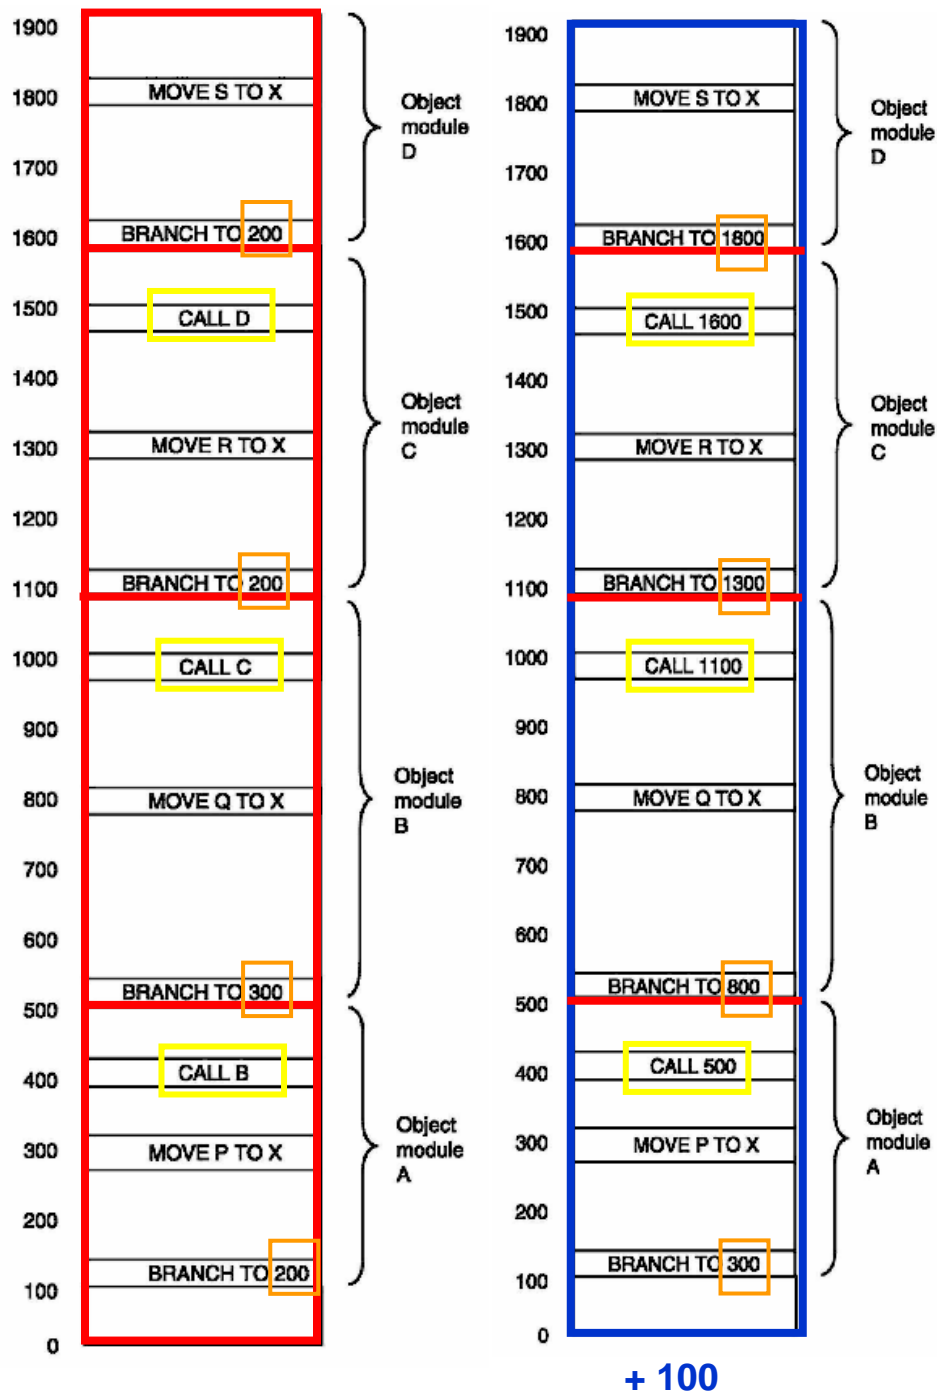 1900
1800
1700
1600
1500
1400
1300
1200
1100
1000
900
800
700
600
500
400
300
200
100
0
MOVE S TO X
BRANCH TO 200
CALL D
MOVE R TO X
BRANCH TO 200
CALL C
MOVE Q TO X
BRANCH TO 300
CALL B
MOVE P TO X
BRANCH TO 200
Object
module
D
Object
module
C
Object
module
B
Object
module
A
1900
1800
1700
1600
1500
1400
1300
1200
1100
1000
900
800
700
600
500
400
300
200
100
0
MOVE S TO X
BRANCH TO 1800
CALL 1600
MOVE R TO X
BRANCH TO 1300
CALL 1100
MOVE Q TO X
BRANCH TO 800
CALL 500
MOVE P TO X
BRANCH TO 300
Object
module
D
Object
module
C
Object
module
B
Object
module
A
+ 100